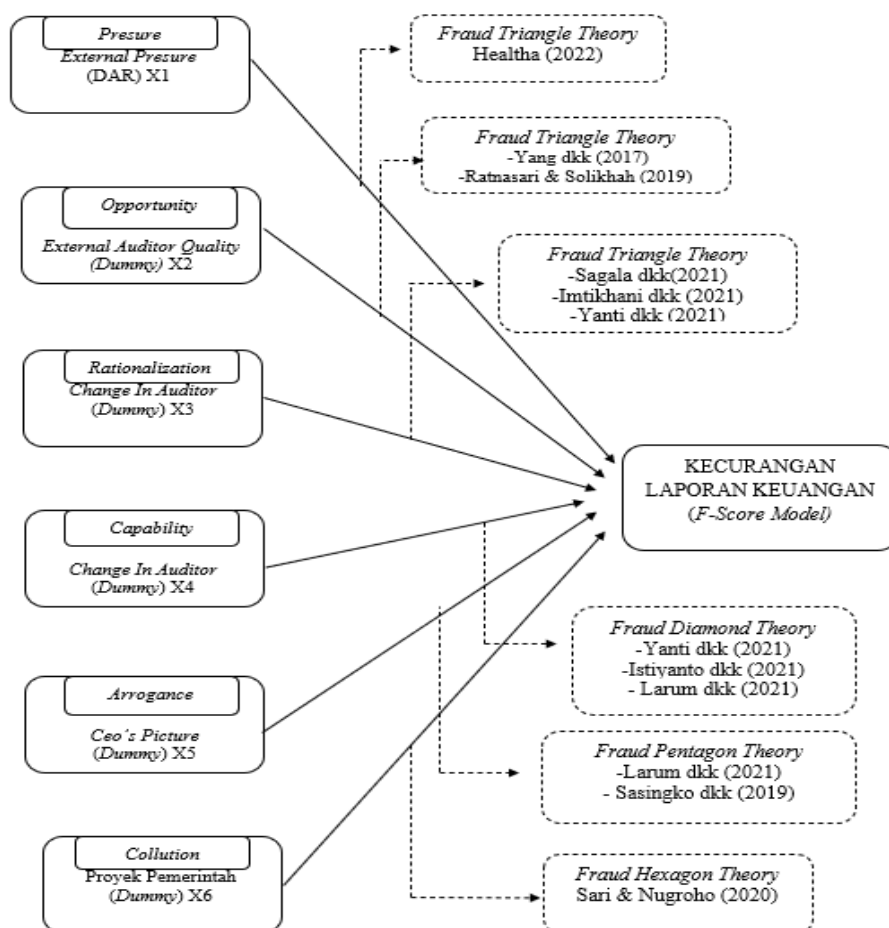 Presure
External Presure
(DAR) X1
Opportunity
External Auditor Quality
(Dummy) X2
Rationalization
Change In Auditor
(Dummy) X3
Capability
Change In Auditor
(Dummy) X4
Arrogance
Ceo´s Picture
(Dummy) X5
Collution
Proyek Pemerintah
(Dummy) X6
Fraud Triangle Theory
Healtha (2022)
Fraud Triangle Theory
-Yang dkk (2017)
-Ratnasari & Solikhah (2019)
Fraud Triangle Theory
-Sagala dkk(2021)
-Imtikhani dkk (2021)
-Yanti dkk (2021)
KECURANGAN
LAPORAN KEUANGAN
(F-Score Model)
Fraud Diamond Theory
-Yanti dkk (2021)
-Istiyanto dkk (2021)
- Larum dkk (2021)
Fraud Pentagon Theory
-Larum dkk (2021)
- Sasingko dkk (2019)
Fraud Hexagon Theory
Sari & Nugroho (2020)